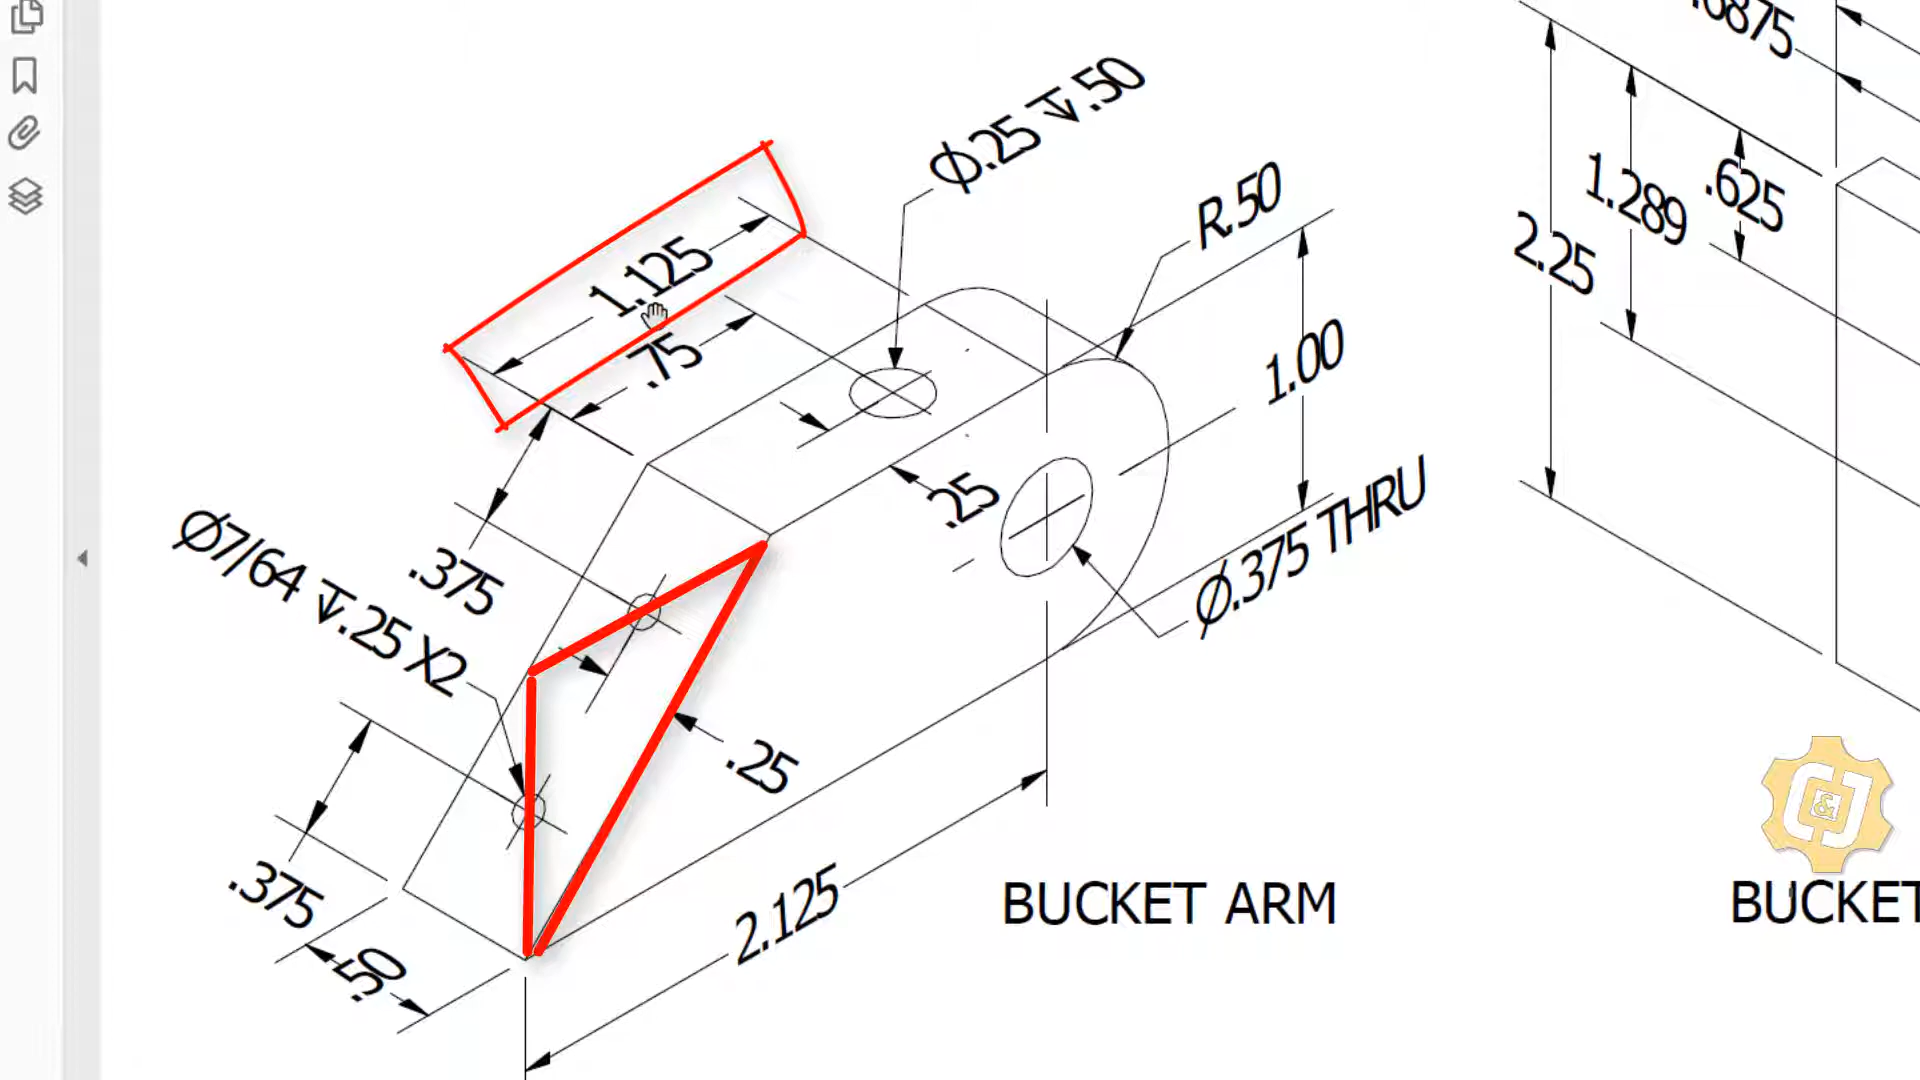 ⌀.25 ↧.50
R.50
1.125
.75
1.00
.25
⌀.375 THRU
.375
⌀7/64 ↧.25 X2
.25
.375
.50
2.125
BUCKET ARM
.6875
1.289
.625
2.25
C&J
BUCKET